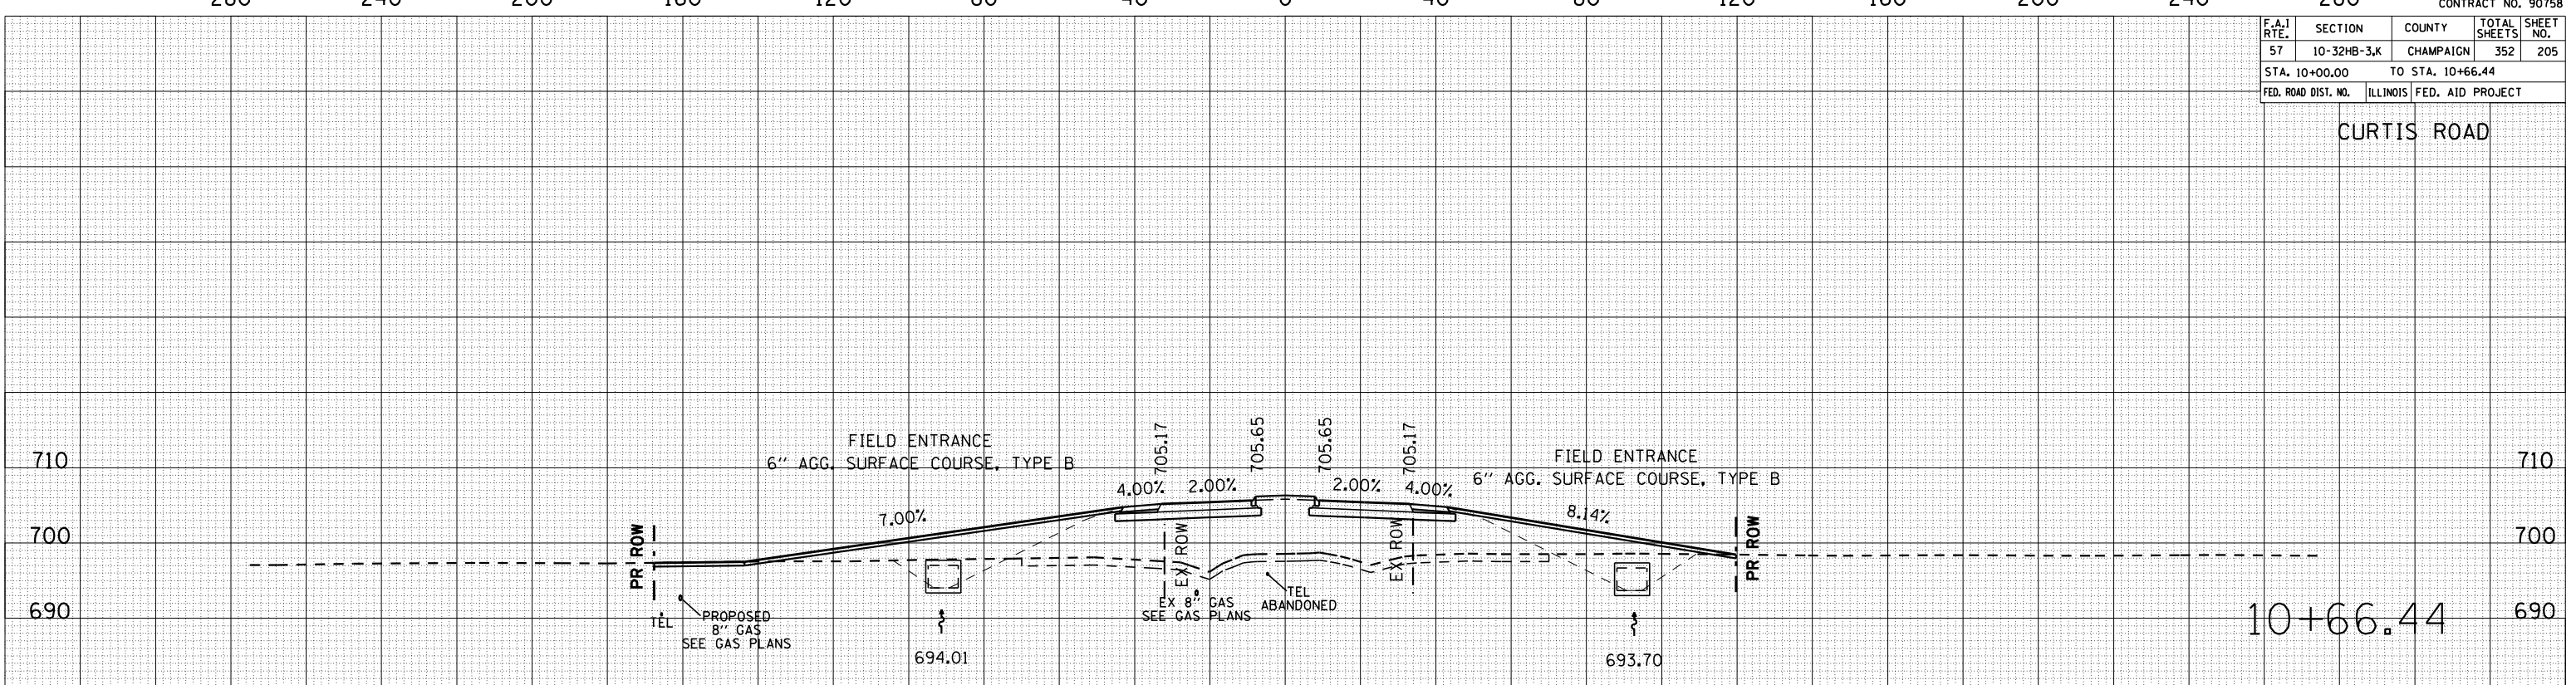 280 240 200 160 120 80 40 0 40 80 120 160 200 240 280
CONTRACT NO. 90758
F.A.I RTE. SECTION COUNTY TOTAL SHEETS SHEET NO.
57 10-32HB-3,K CHAMPAIGN 352 205
STA. 10+00.00 TO STA. 10+66.44
FED. ROAD DIST. NO. ILLINOIS FED. AID PROJECT
CURTIS ROAD
705.17 705.65 705.65 705.17
FIELD ENTRANCE
6" AGG. SURFACE COURSE, TYPE B
FIELD ENTRANCE
6" AGG. SURFACE COURSE, TYPE B
710 710
4.00% 2.00% 2.00% 4.00%
7.00% 8.14%
700 700
PR ROW EX ROW EX ROW PR ROW
690 690
TEL
PROPOSED
8" GAS
SEE GAS PLANS
EX 8" GAS
SEE GAS PLANS
TEL
ABANDONED
10+66.44
694.01 693.70